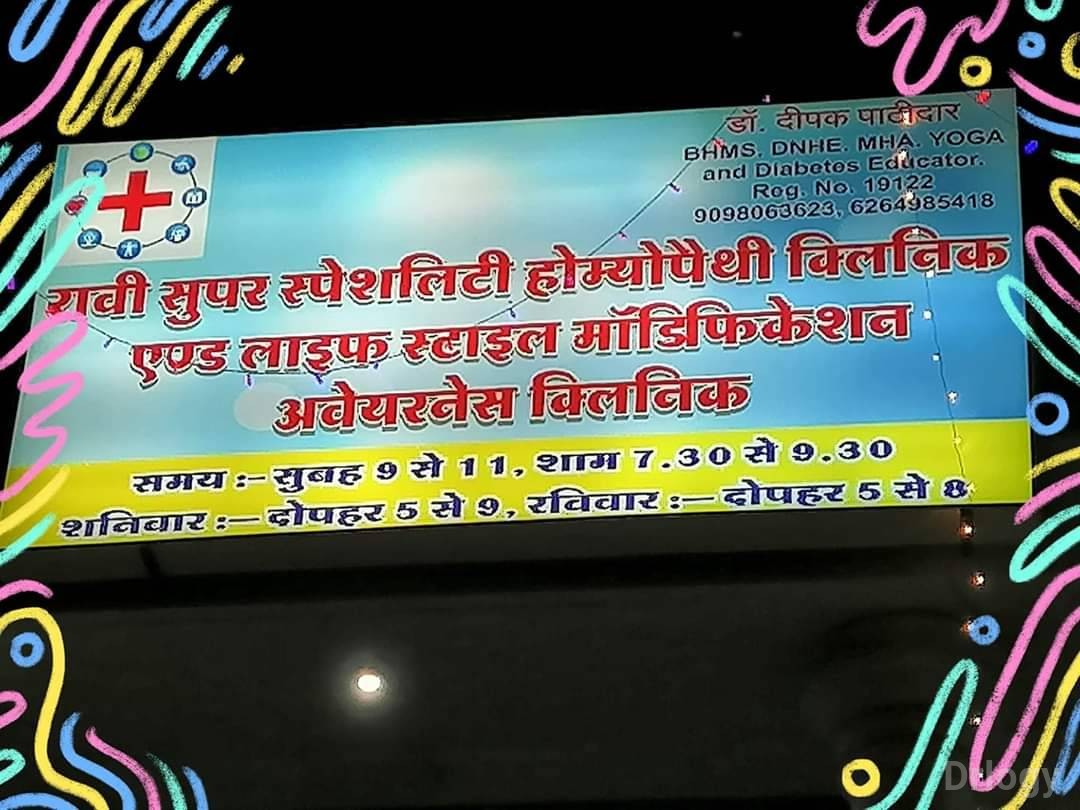 डॉ. दीपक पाटीदार
BHMS, DNHE. MHA. YOGA
and Diabetes Educator.
Reg. No. 19122
9098063623, 6264985418
रावी सुपर स्पेशलिटी होम्योपैथी क्लिनिक
एण्ड लाइफ स्टाइल मॉडिफिकेशन
अवेयरनेस क्लिनिक
समय :- सुबह 9 से 11, शाम 7.30 से 9.30
शनिवार :- दोपहर 5 से 9, रविवार :- दोपहर 5 से 8
Drlogy